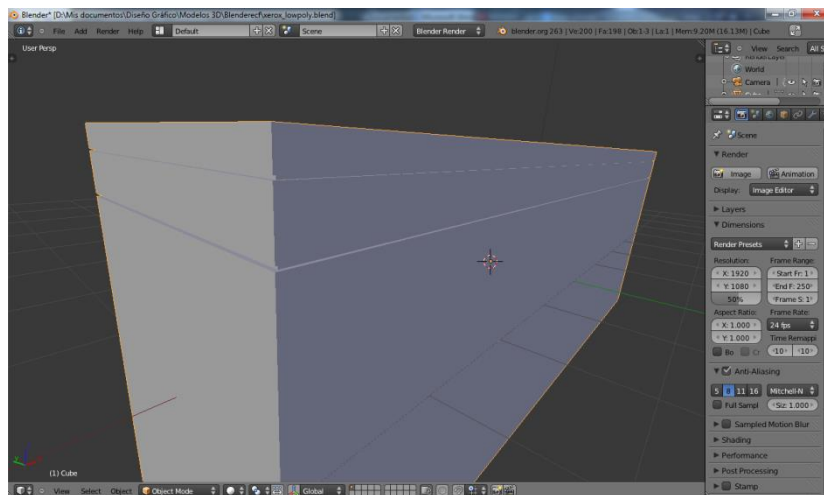 Blender* [D:\Mis documentos\Diseño Gráfico\Modelos 3D\Blenderecfuxerox_lowpoly.blend]
File Add Render Help Default Scene Blender Render blender.org 263 | Ve:200 | Fa:198 | Ob:1-3 | La:1 | Mem:9.20M (16.13M) | Cube
User Persp
View Search All S
RenderLayer
World
Camera
Scene
Render
Image Animation
Display: Image Editor
Layers
Dimensions
Render Presets
Resolution: Frame Range:
X: 1920 Start Fr: 1
Y: 1080 End F: 250
50% Frame S: 1
Aspect Ratio: Frame Rate:
X: 1.000 24 fps
Y: 1.000 Time Remappi
Bo Cr 10 10
Anti-Aliasing
5 8 11 16 Mitchell-N
Full Sampl Siz: 1.000
Sampled Motion Blur
Shading
Performance
Post Processing
Stamp
(1) Cube
View Select Object Object Mode Global